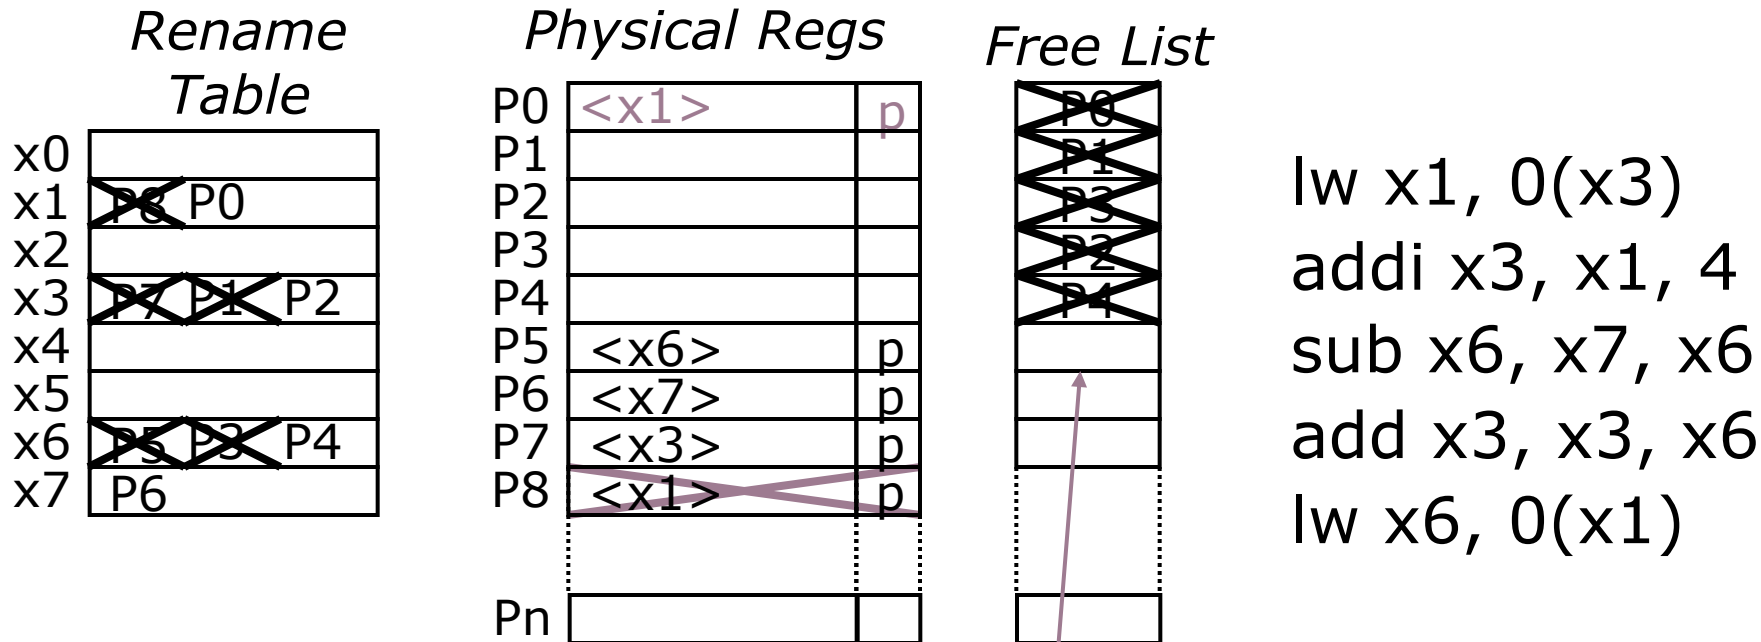 Rename
Table
x0
x1 P8 P0
x2
x3 P7 P1 P2
x4
x5
x6 P5 P3 P4
x7 P6
Physical Regs
P0 <x1> p
P1
P2
P3
P4
P5 <x6> p
P6 <x7> p
P7 <x3> p
P8 <x1> p
Pn
Free List
P0
P1
P3
P2
P4
lw x1, 0(x3)
addi x3, x1, 4
sub x6, x7, x6
add x3, x3, x6
lw x6, 0(x1)